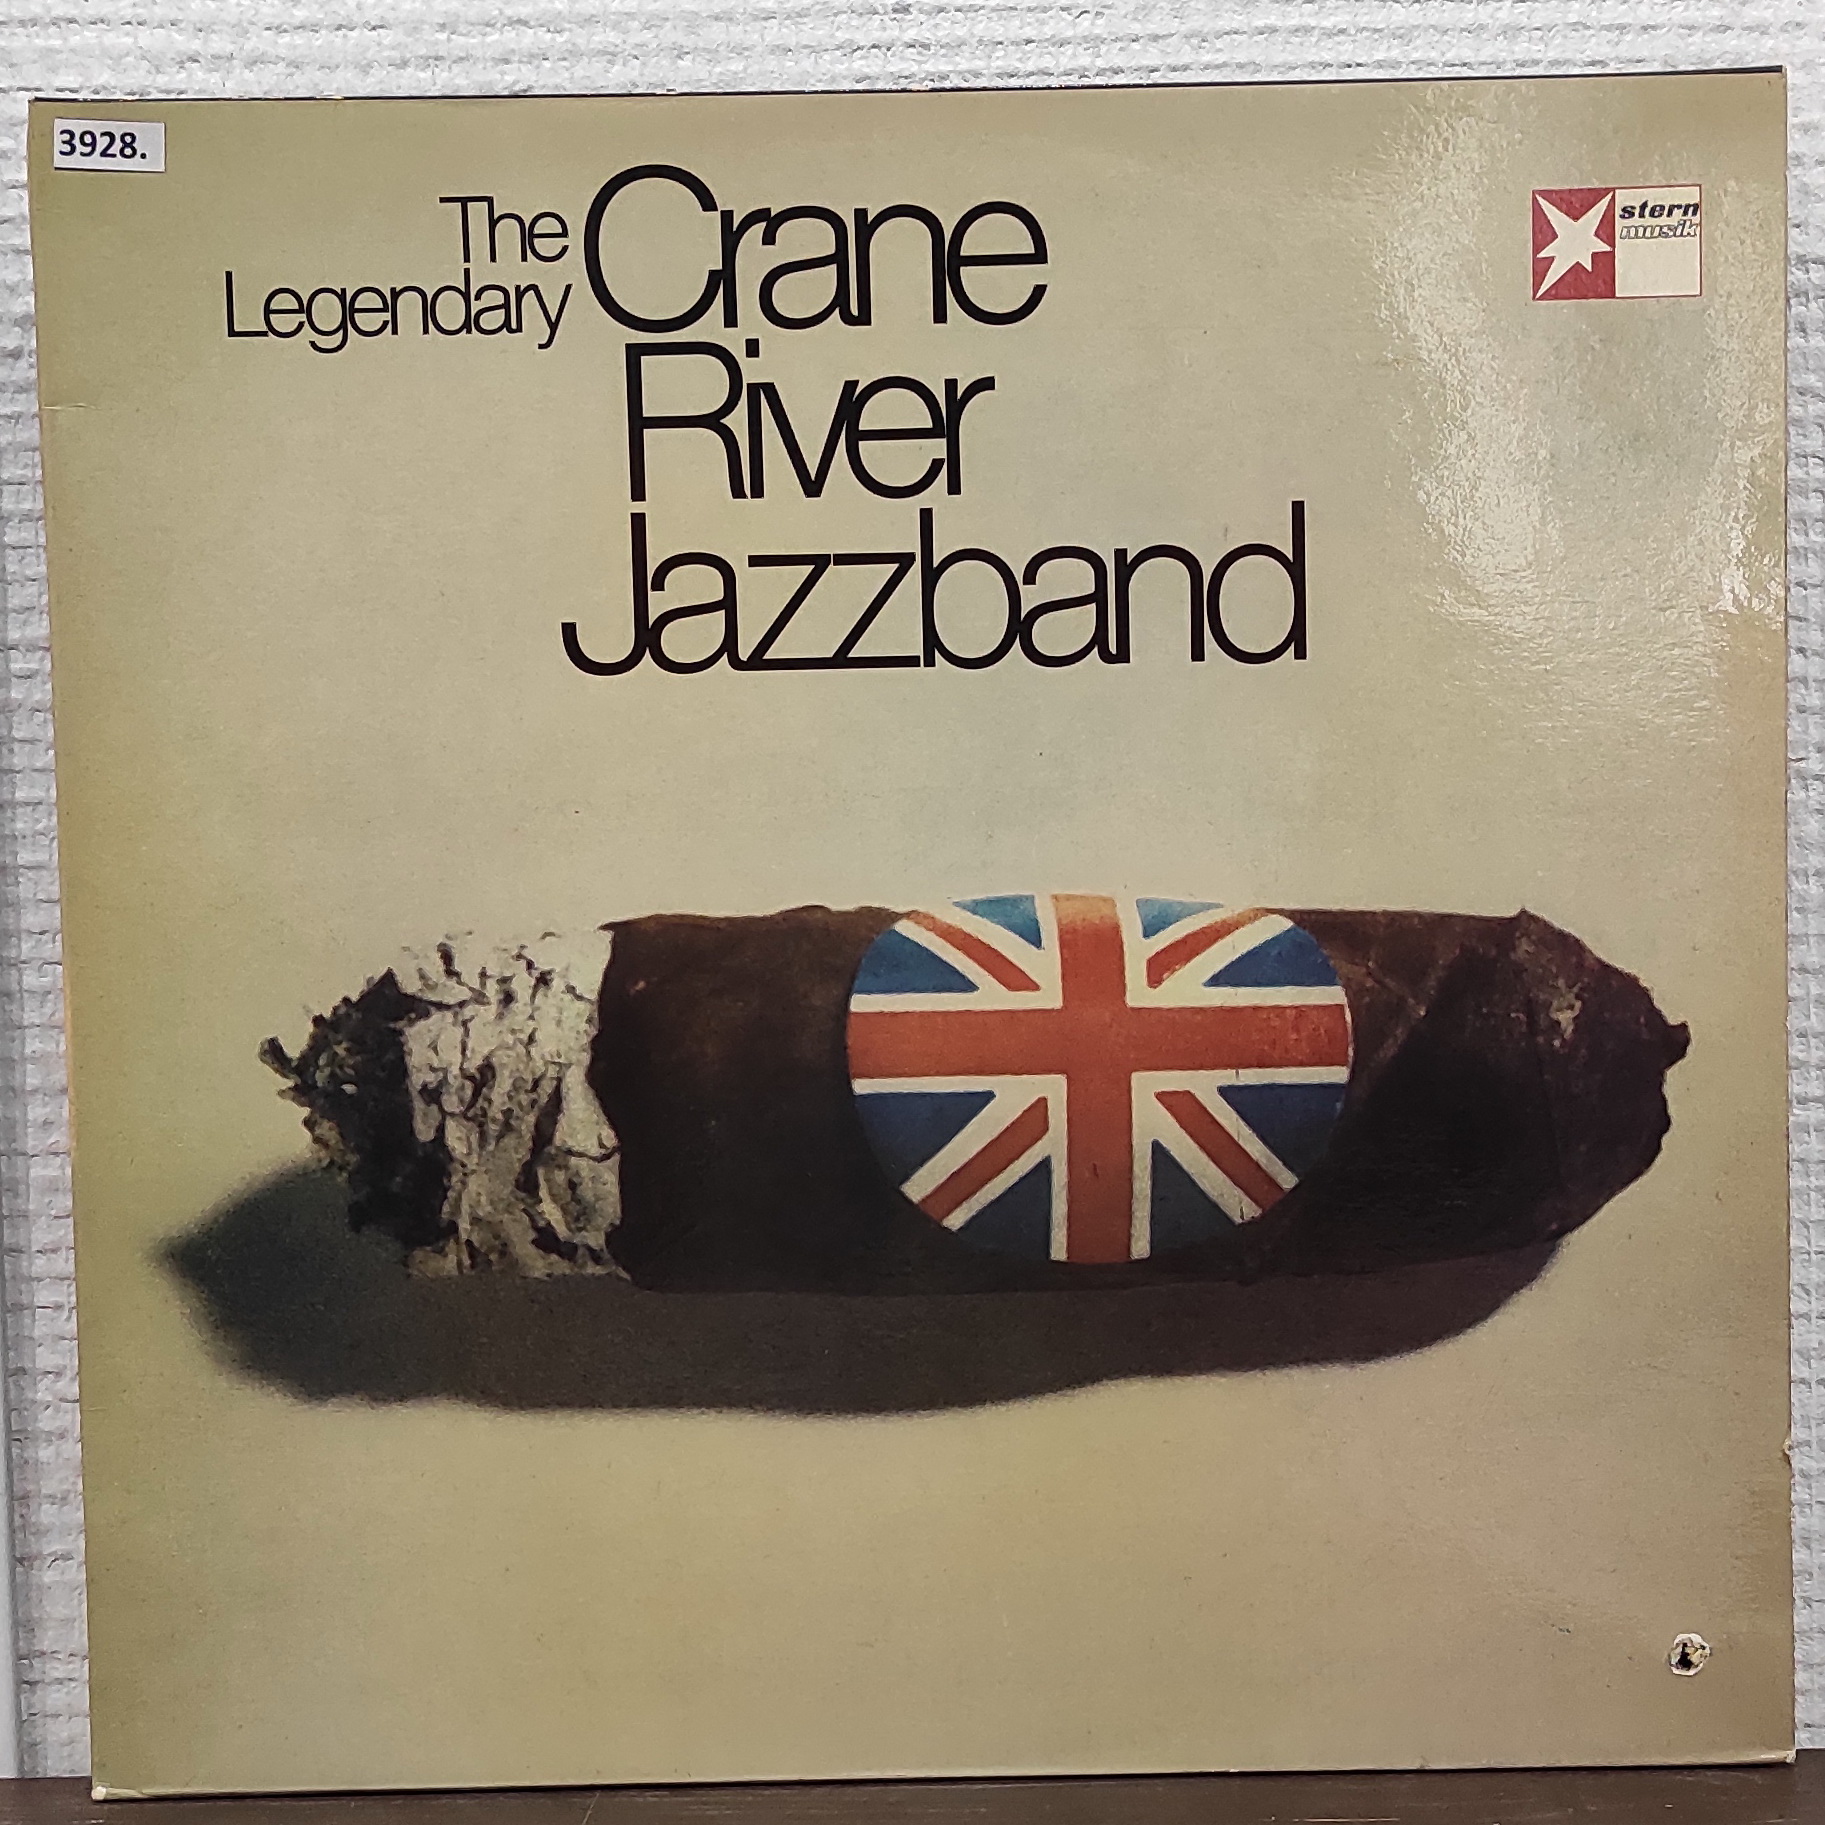 3928.
The
Legendary Crane
River
Jazzband
stern
musik